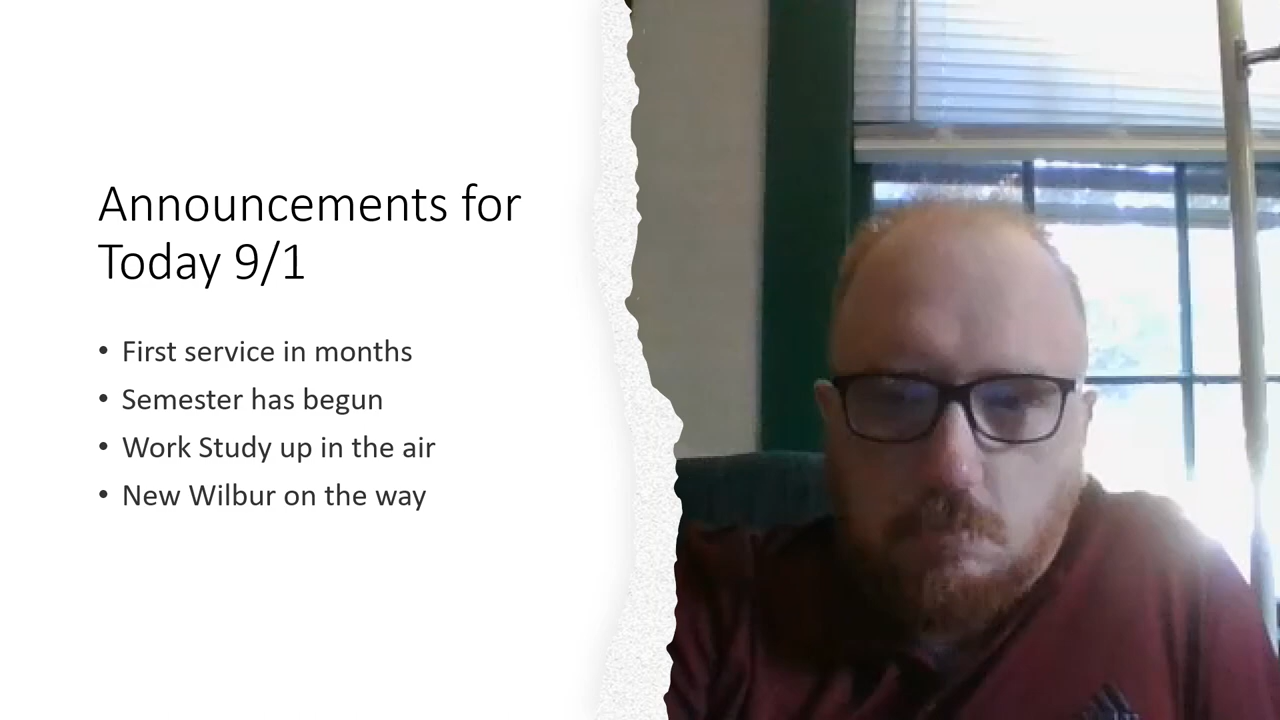 Announcements for
Today 9/1
• First service in months
• Semester has begun
• Work Study up in the air
• New Wilbur on the way